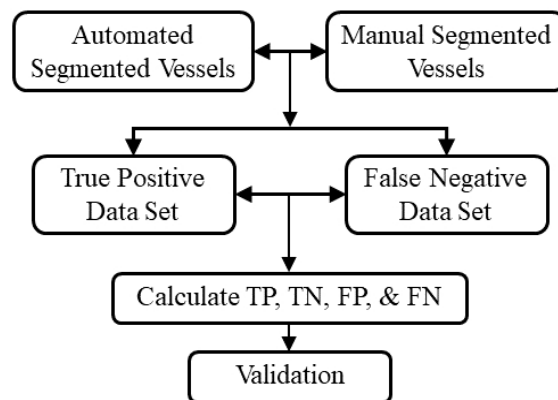 Automated
Segmented Vessels
Manual Segmented
Vessels
True Positive
Data Set
False Negative
Data Set
Calculate TP, TN, FP, & FN
Validation